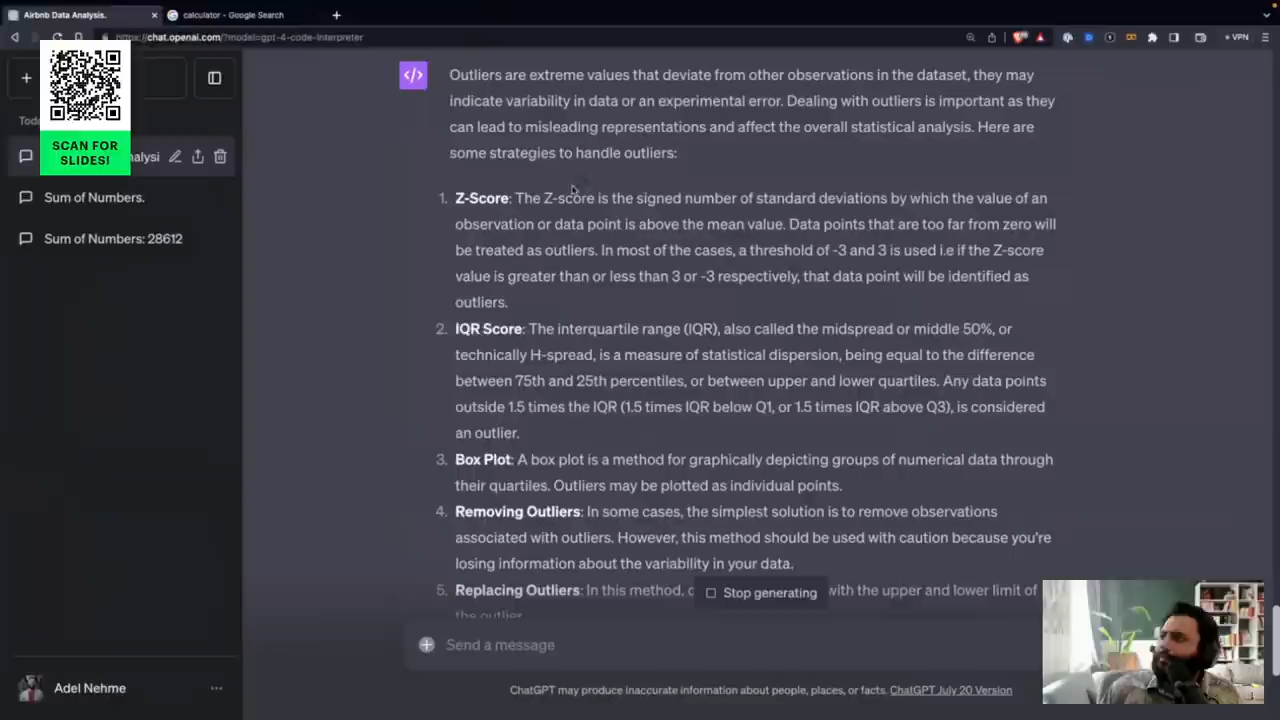 Airbnb Data Analysis.
calculator - Google Search
https://chat.openai.com/?model=gpt-4-code-interpreter
VPN
SCAN FOR
SLIDES!
Sum of Numbers.
Sum of Numbers: 28612
Outliers are extreme values that deviate from other observations in the dataset, they may
indicate variability in data or an experimental error. Dealing with outliers is important as they
can lead to misleading representations and affect the overall statistical analysis. Here are
some strategies to handle outliers:
1. Z-Score: The Z-score is the signed number of standard deviations by which the value of an
observation or data point is above the mean value. Data points that are too far from zero will
be treated as outliers. In most of the cases, a threshold of -3 and 3 is used i.e if the Z-score
value is greater than or less than 3 or -3 respectively, that data point will be identified as
outliers.
2. IQR Score: The interquartile range (IQR), also called the midspread or middle 50%, or
technically H-spread, is a measure of statistical dispersion, being equal to the difference
between 75th and 25th percentiles, or between upper and lower quartiles. Any data points
outside 1.5 times the IQR (1.5 times IQR below Q1, or 1.5 times IQR above Q3), is considered
an outlier.
3. Box Plot: A box plot is a method for graphically depicting groups of numerical data through
their quartiles. Outliers may be plotted as individual points.
4. Removing Outliers: In some cases, the simplest solution is to remove observations
associated with outliers. However, this method should be used with caution because you're
losing information about the variability in your data.
5. Replacing Outliers: In this method, with the upper and lower limit of
the outlier
Stop generating
Send a message
ChatGPT may produce inaccurate information about people, places, or facts. ChatGPT July 20 Version
Adel Nehme